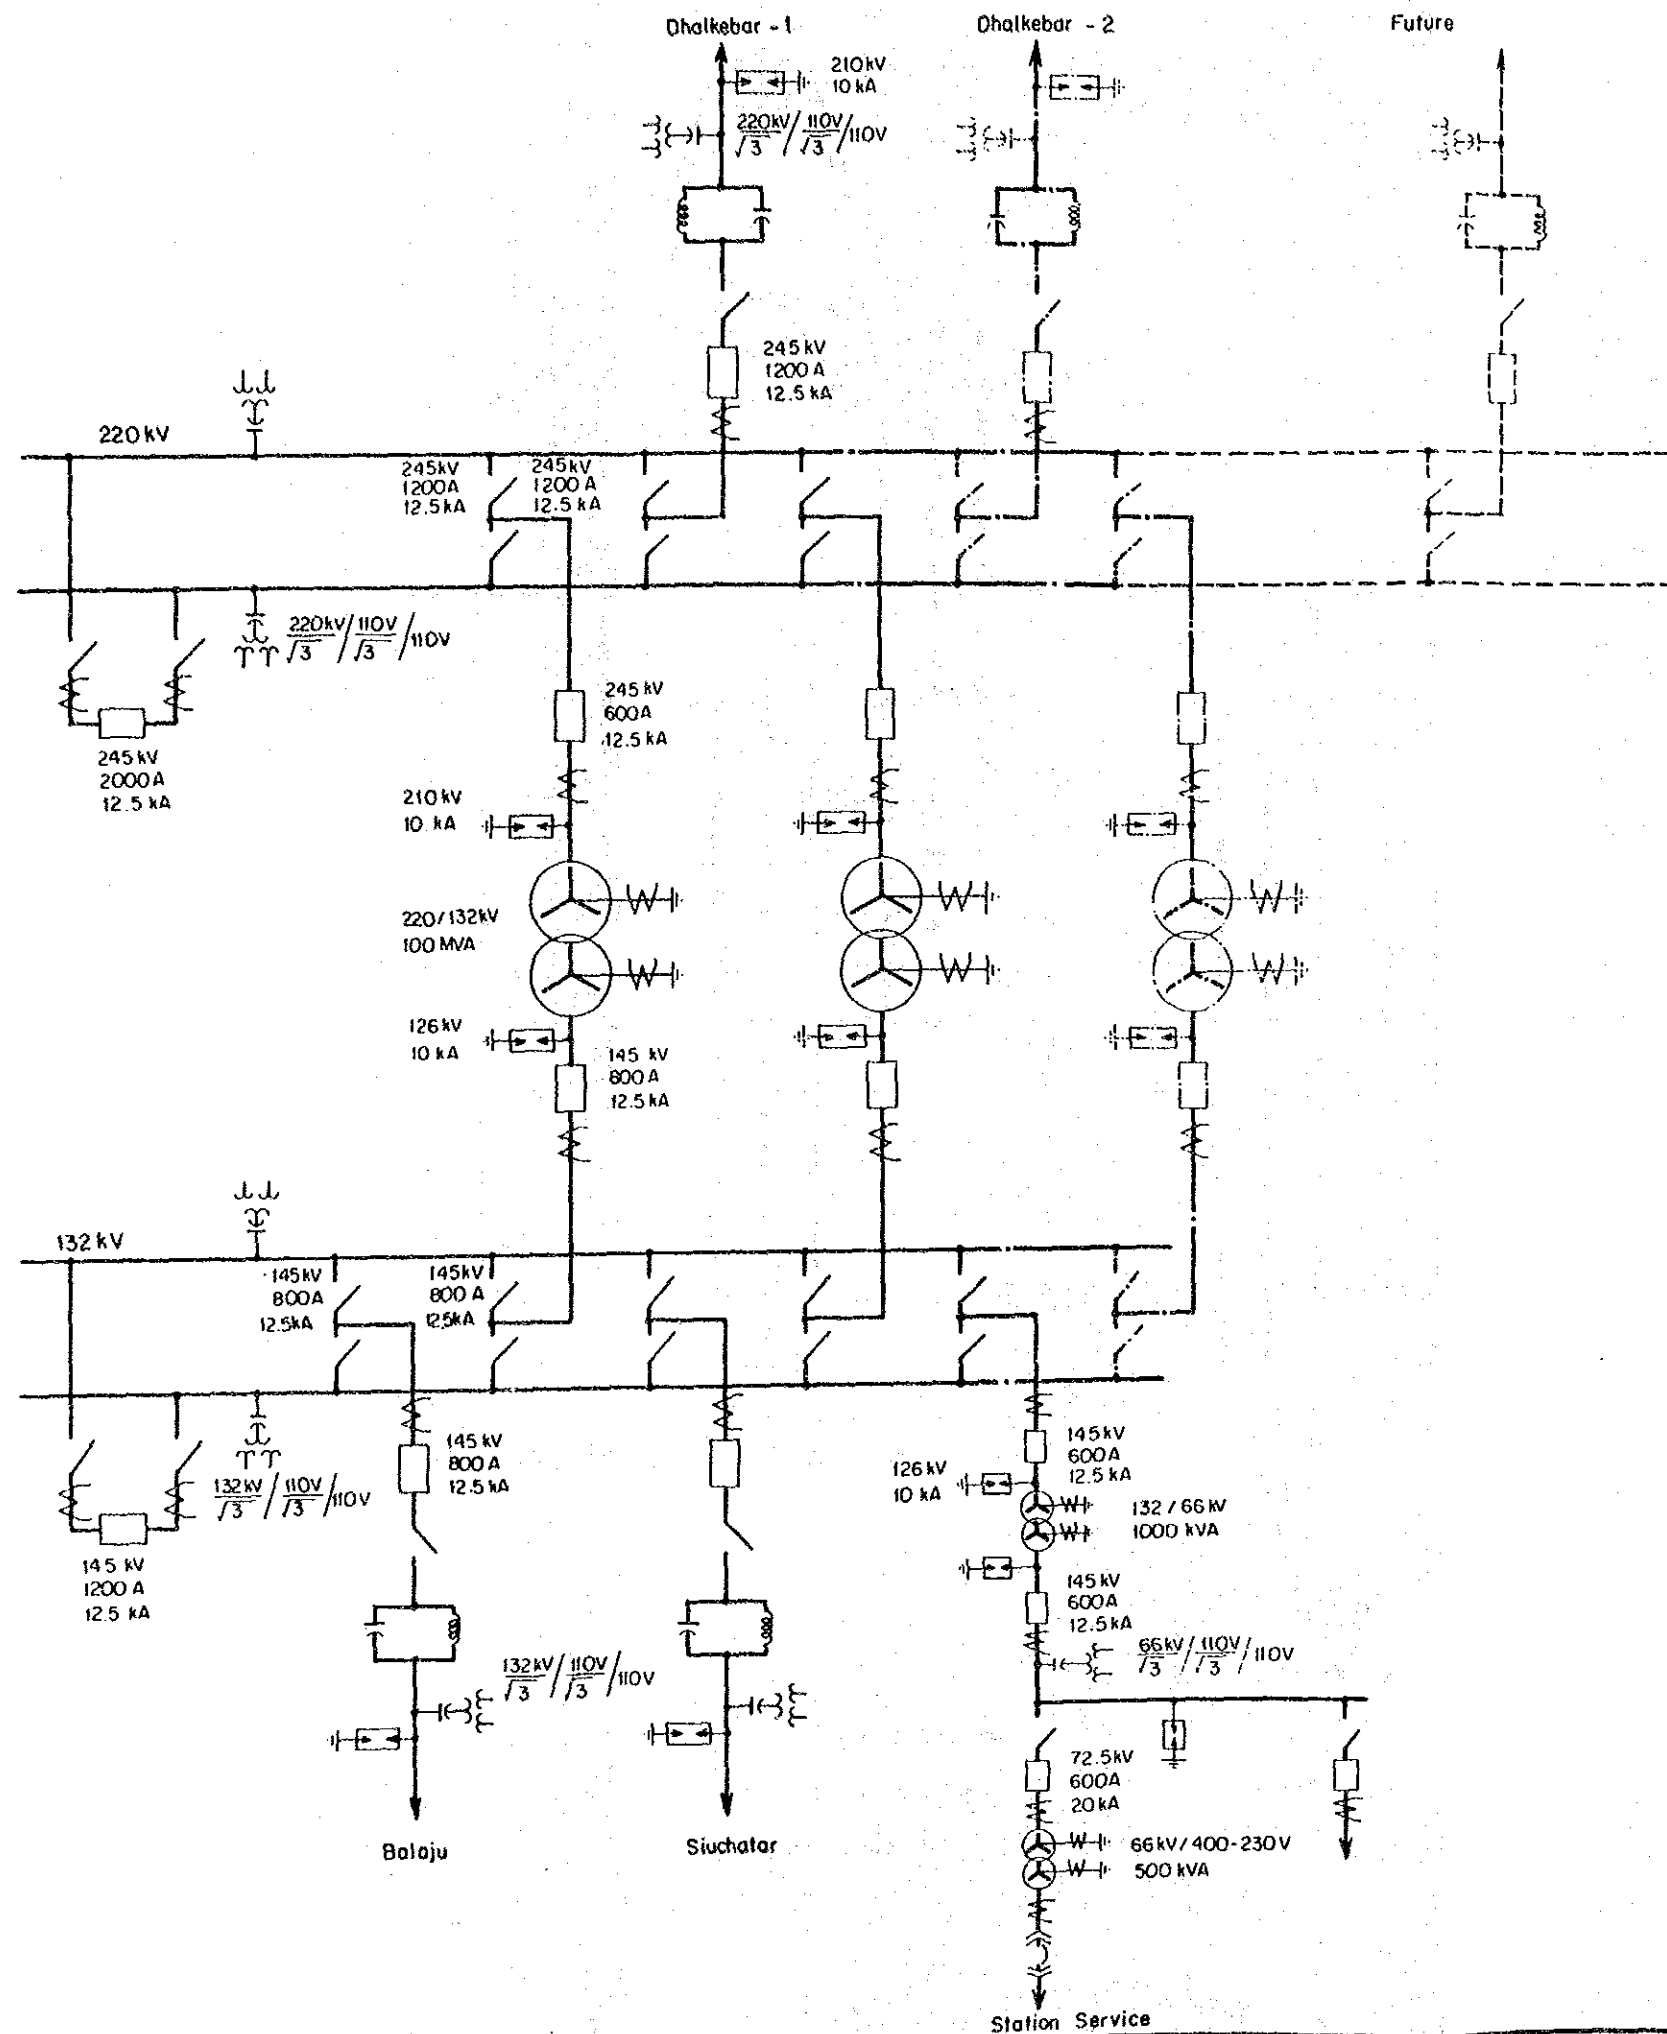 Dhalkebar - 1
Dhalkebar - 2
Future
210kV
10kA
220kV/√3 / 110V/√3 / 110V
245kV
1200A
12.5kA
220kV
245kV
1200A
12.5kA
245kV
1200A
12.5kA
220kV/√3 / 110V/√3 / 110V
245kV
2000A
12.5kA
245kV
600A
12.5kA
210kV
10kA
220/132kV
100MVA
126kV
10kA
145kV
800A
12.5kA
132kV
145kV
800A
12.5kA
145kV
800A
12.5kA
132kV/√3 / 110V/√3 / 110V
145kV
1200A
12.5kA
145kV
800A
12.5kA
145kV
600A
12.5kA
126kV
10kA
132/66kV
1000kVA
145kV
600A
12.5kA
66kV/√3 / 110V/√3 / 110V
132kV/√3 / 110V/√3 / 110V
72.5kV
600A
20kA
66kV/400-230V
500kVA
Balaju
Siuchatar
Station Service